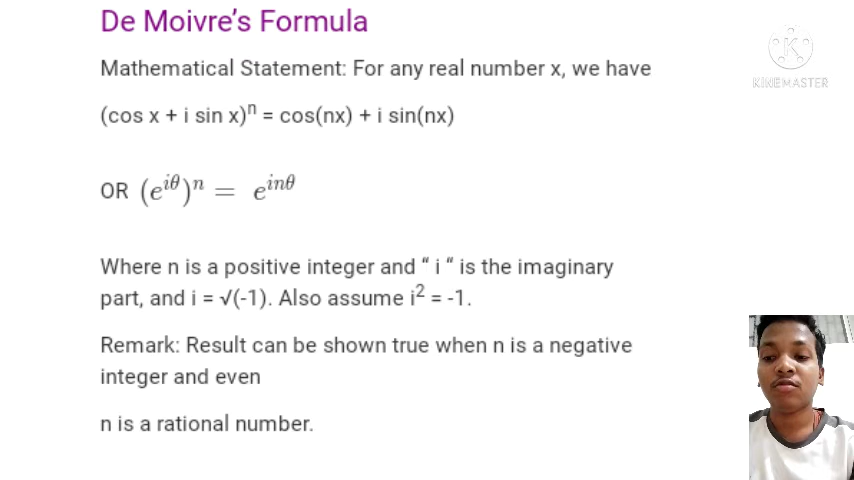 De Moivre’s Formula
KINEMASTER
Mathematical Statement: For any real number x, we have
(cos x + i sin x)ⁿ = cos(nx) + i sin(nx)
OR (e^{iθ})^n = e^{inθ}
Where n is a positive integer and “ i “ is the imaginary
part, and i = √(-1). Also assume i² = -1.
Remark: Result can be shown true when n is a negative
integer and even
n is a rational number.